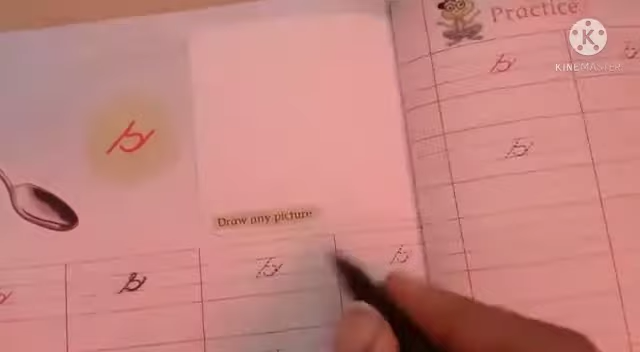 s
Draw any picture
s s s s
Practice
K
KINEMASTER
s s
s